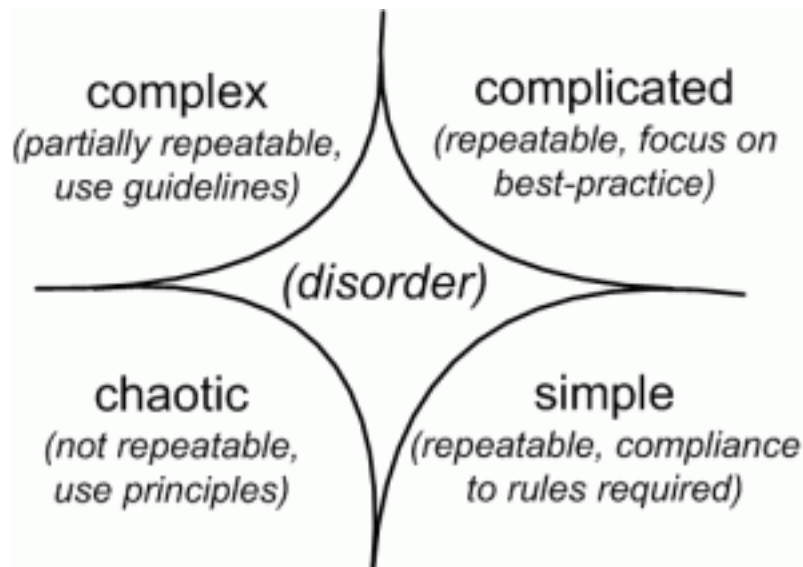 complex
(partially repeatable,
use guidelines)
complicated
(repeatable, focus on
best-practice)
(disorder)
chaotic
(not repeatable,
use principles)
simple
(repeatable, compliance
to rules required)